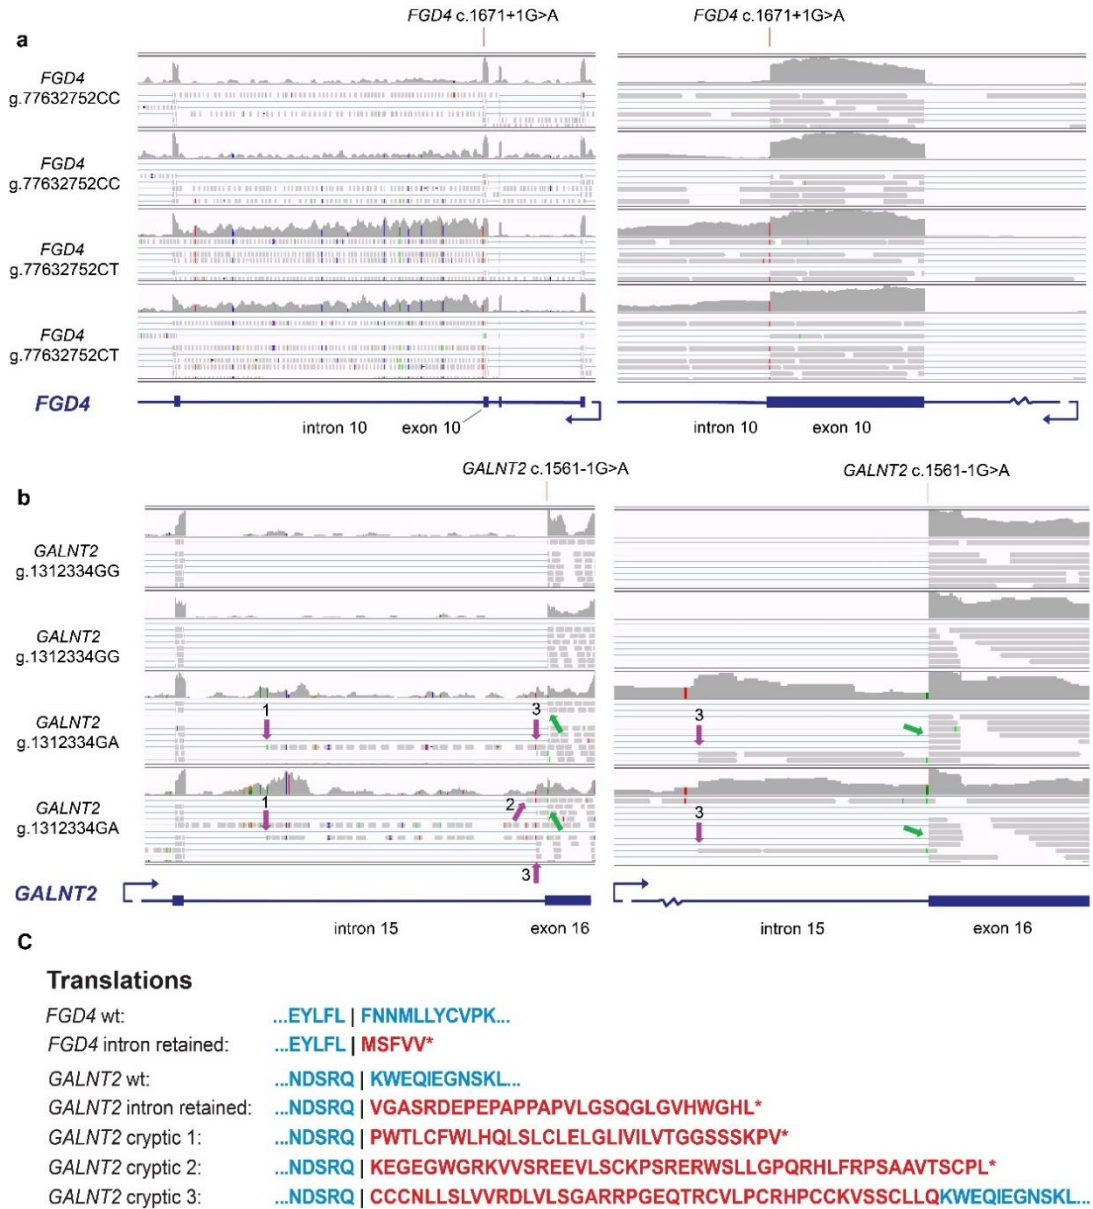 FGD4 c.1671+1G>A FGD4 c.1671+1G>A
a
FGD4
g.77632752CC
FGD4
g.77632752CC
FGD4
g.77632752CT
FGD4
g.77632752CT
FGD4
intron 10 exon 10 intron 10 exon 10
GALNT2 c.1561-1G>A GALNT2 c.1561-1G>A
b
GALNT2
g.1312334GG
GALNT2
g.1312334GG
1 3 3
GALNT2
g.1312334GA
1 2 3
GALNT2
g.1312334GA
3
GALNT2
intron 15 exon 16 intron 15 exon 16
C
Translations
FGD4 wt: ...EYLFL | FNNMLLYCVPK...
FGD4 intron retained: ...EYLFL | MSFVV*
GALNT2 wt: ...NDSRQ | KWEQIEGNSKL...
GALNT2 intron retained: ...NDSRQ | VGASRDEPEPAPPAPVLGSQGLGVHWGHL*
GALNT2 cryptic 1: ...NDSRQ | PWTLCFWLHQLSLCLELGLIVILVTGGSSSKPV*
GALNT2 cryptic 2: ...NDSRQ | KEGEGWGRKVVSREEVLSCKPSRERWSLLGPQRHLFRPSAAVTSCPL*
GALNT2 cryptic 3: ...NDSRQ | CCCNLLSLVVRDLVLSGARRPGEQTRCVLPCRHPCCKVSSCLLQKWEQIEGNSKL...